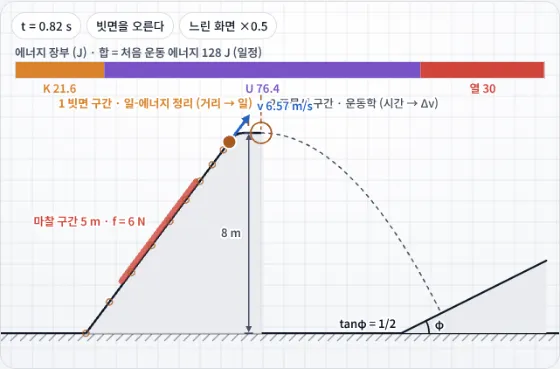 t = 0.82 s
빗면을 오른다
느린 화면 ×0.5
에너지 장부 (J) · 합 = 처음 운동 에너지 128 J (일정)
K 21.6
U 76.4
열 30
1 빗면 구간 · 일-에너지 정리 (거리 → 일)
v 6.57 m/s
구간 · 운동학 (시간 → Δv)
마찰 구간 5 m · f = 6 N
8 m
tanφ = 1/2
φ